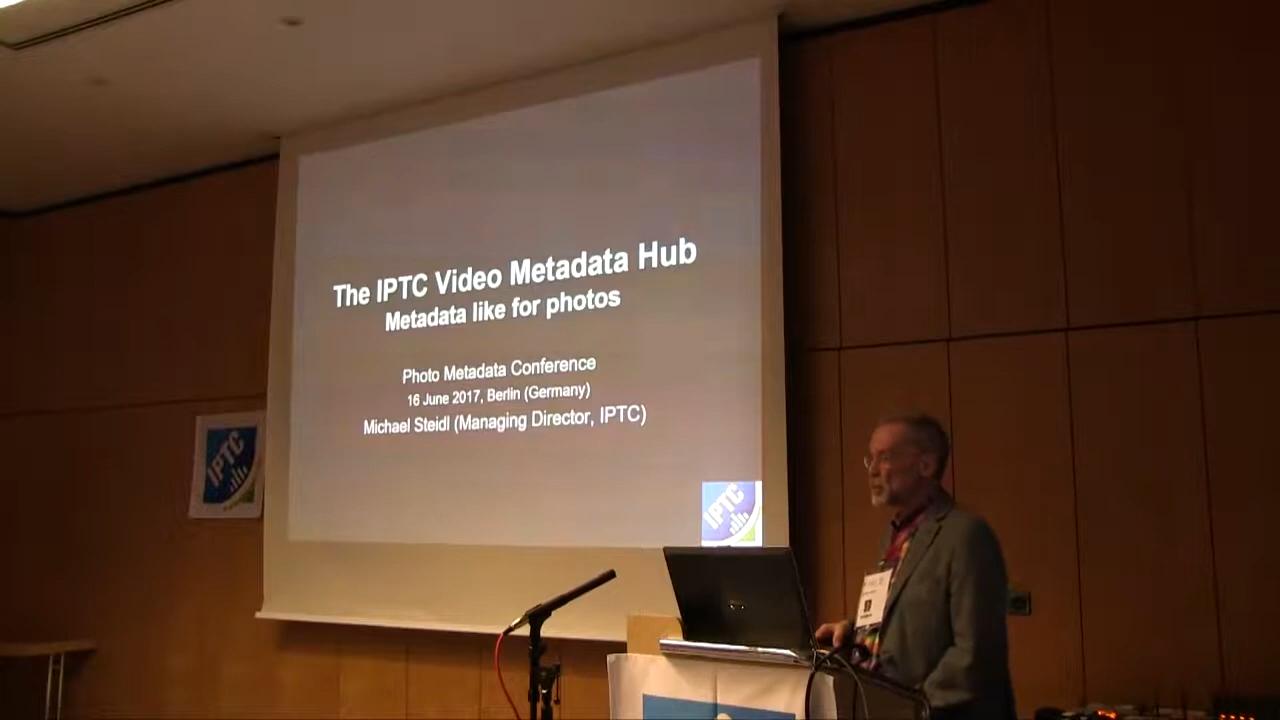 The IPTC Video Metadata Hub
Metadata like for photos
Photo Metadata Conference
16 June 2017, Berlin (Germany)
Michael Steidl (Managing Director, IPTC)
IPTC
IPTC